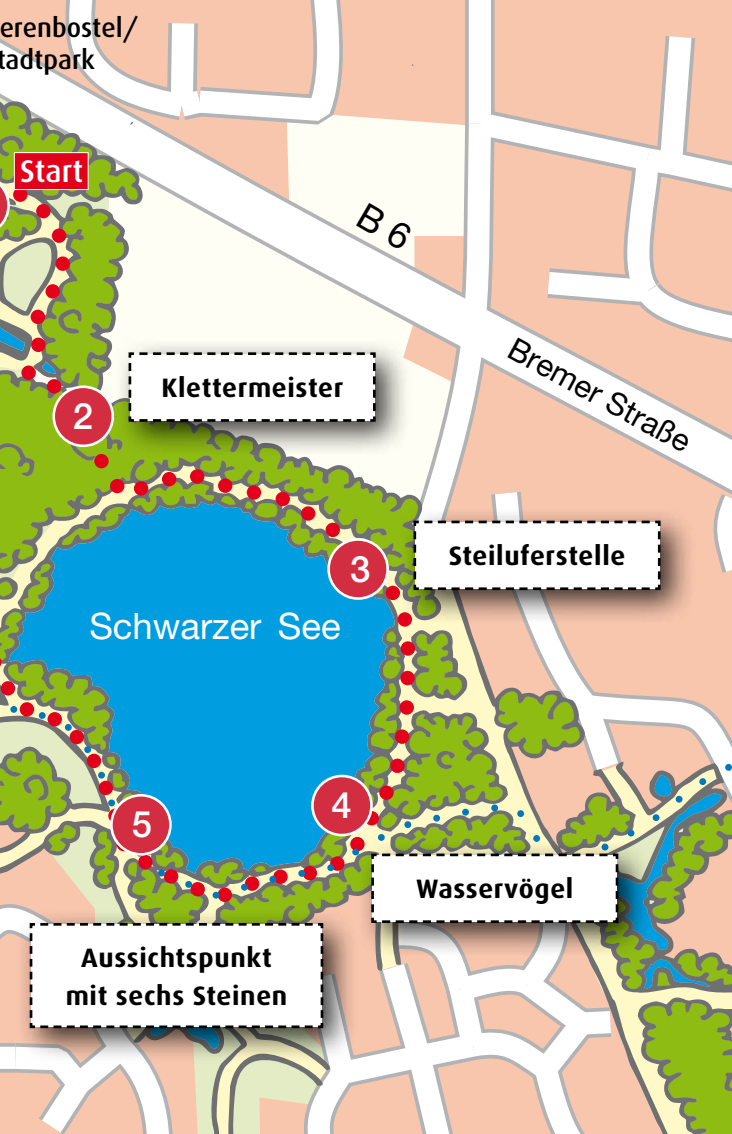 erenbostel/
tadtpark
Start
B 6
Bremer Straße
2
Klettermeister
3
Steiluferstelle
Schwarzer See
4
5
Wasservögel
Aussichtspunkt
mit sechs Steinen